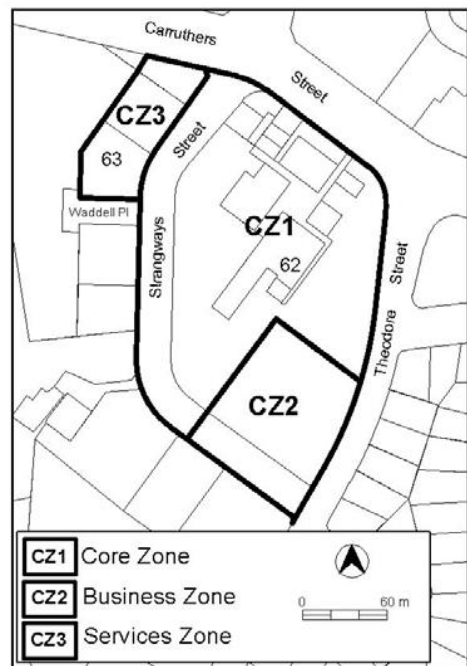 Carruthers
Street
CZ3
Street
63
CZ1
Waddell Pl
62
Strangways
Street
Theodore
CZ2
CZ1 Core Zone
CZ2 Business Zone
CZ3 Services Zone
0 60 m